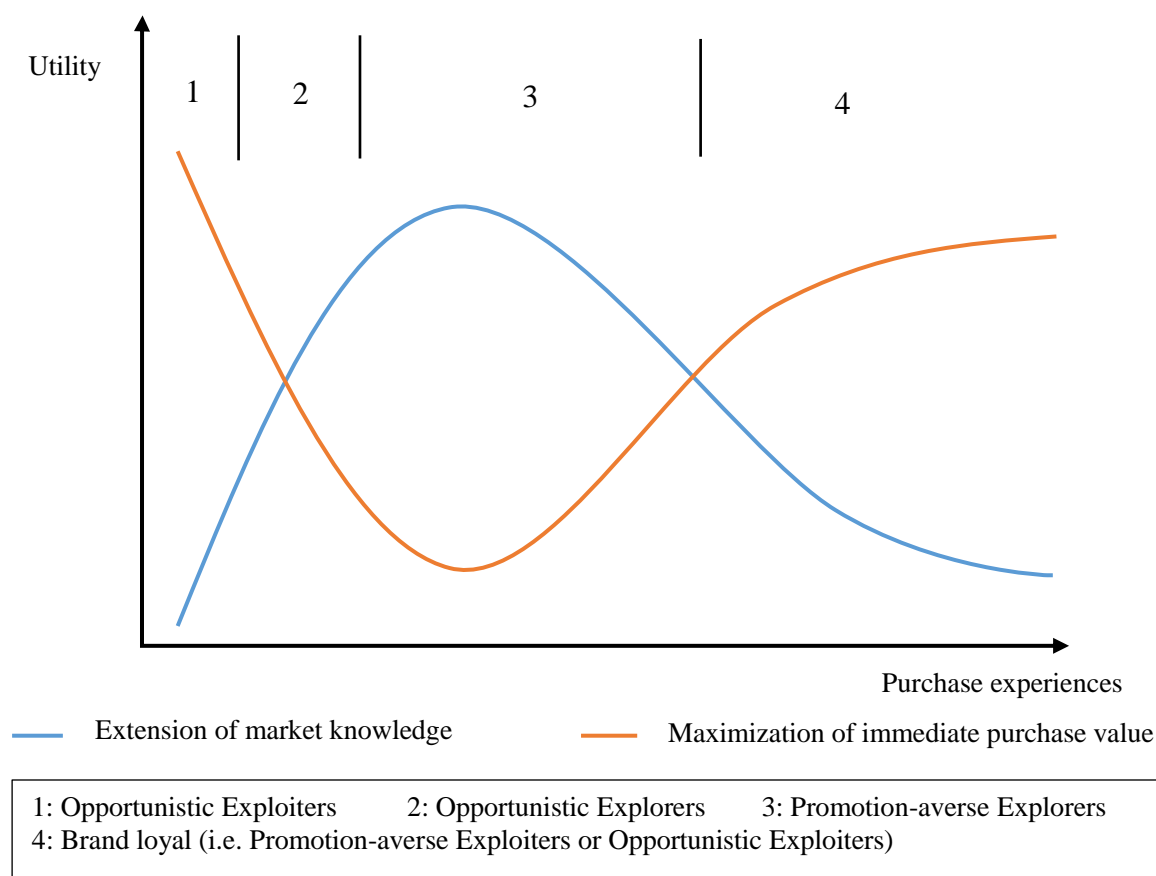 Utility
1
2
3
4
Purchase experiences
Extension of market knowledge
Maximization of immediate purchase value
1: Opportunistic Exploiters 2: Opportunistic Explorers 3: Promotion-averse Explorers
4: Brand loyal (i.e. Promotion-averse Exploiters or Opportunistic Exploiters)